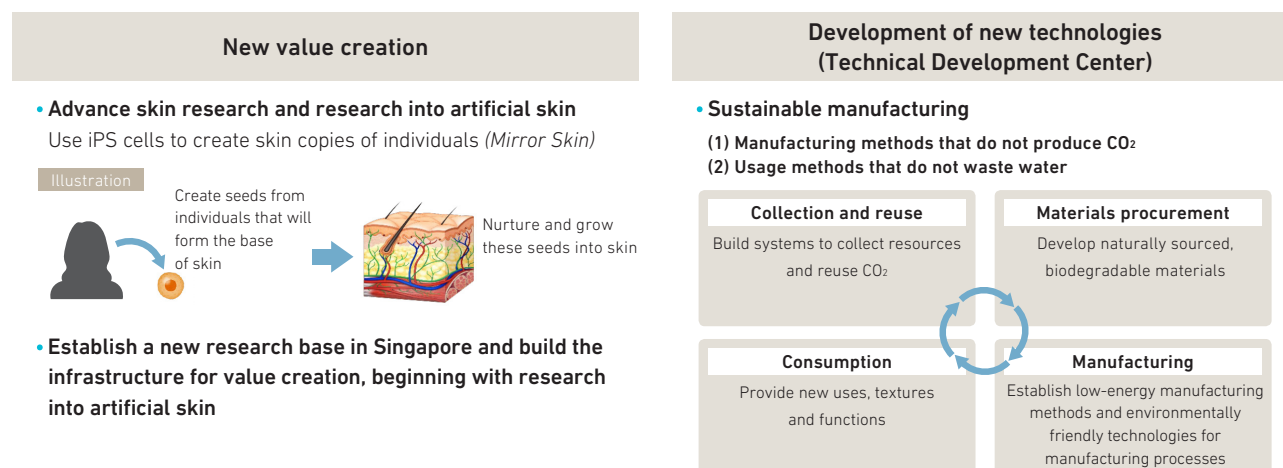 New value creation
• Advance skin research and research into artificial skin
Use iPS cells to create skin copies of individuals (Mirror Skin)
Illustration
Create seeds from
individuals that will
form the base
of skin
Nurture and grow
these seeds into skin
• Establish a new research base in Singapore and build the
infrastructure for value creation, beginning with research
into artificial skin
Development of new technologies
(Technical Development Center)
• Sustainable manufacturing
(1) Manufacturing methods that do not produce CO2
(2) Usage methods that do not waste water
Collection and reuse
Build systems to collect resources
and reuse CO2
Materials procurement
Develop naturally sourced,
biodegradable materials
Consumption
Provide new uses, textures
and functions
Manufacturing
Establish low-energy manufacturing
methods and environmentally
friendly technologies for
manufacturing processes